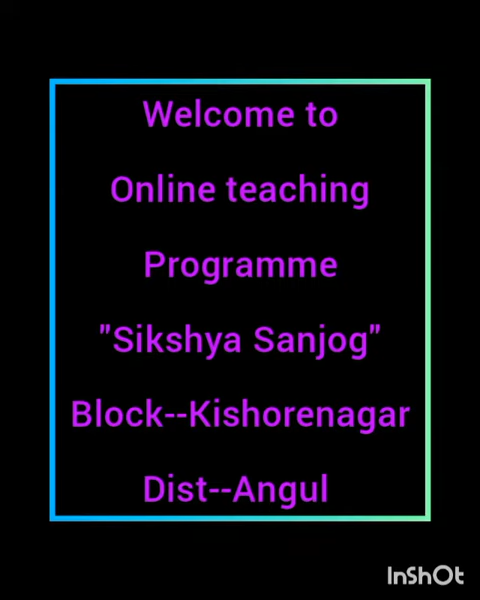 Welcome to
Online teaching
Programme
"Sikshya Sanjog"
Block--Kishorenagar
Dist--Angul
InShOt